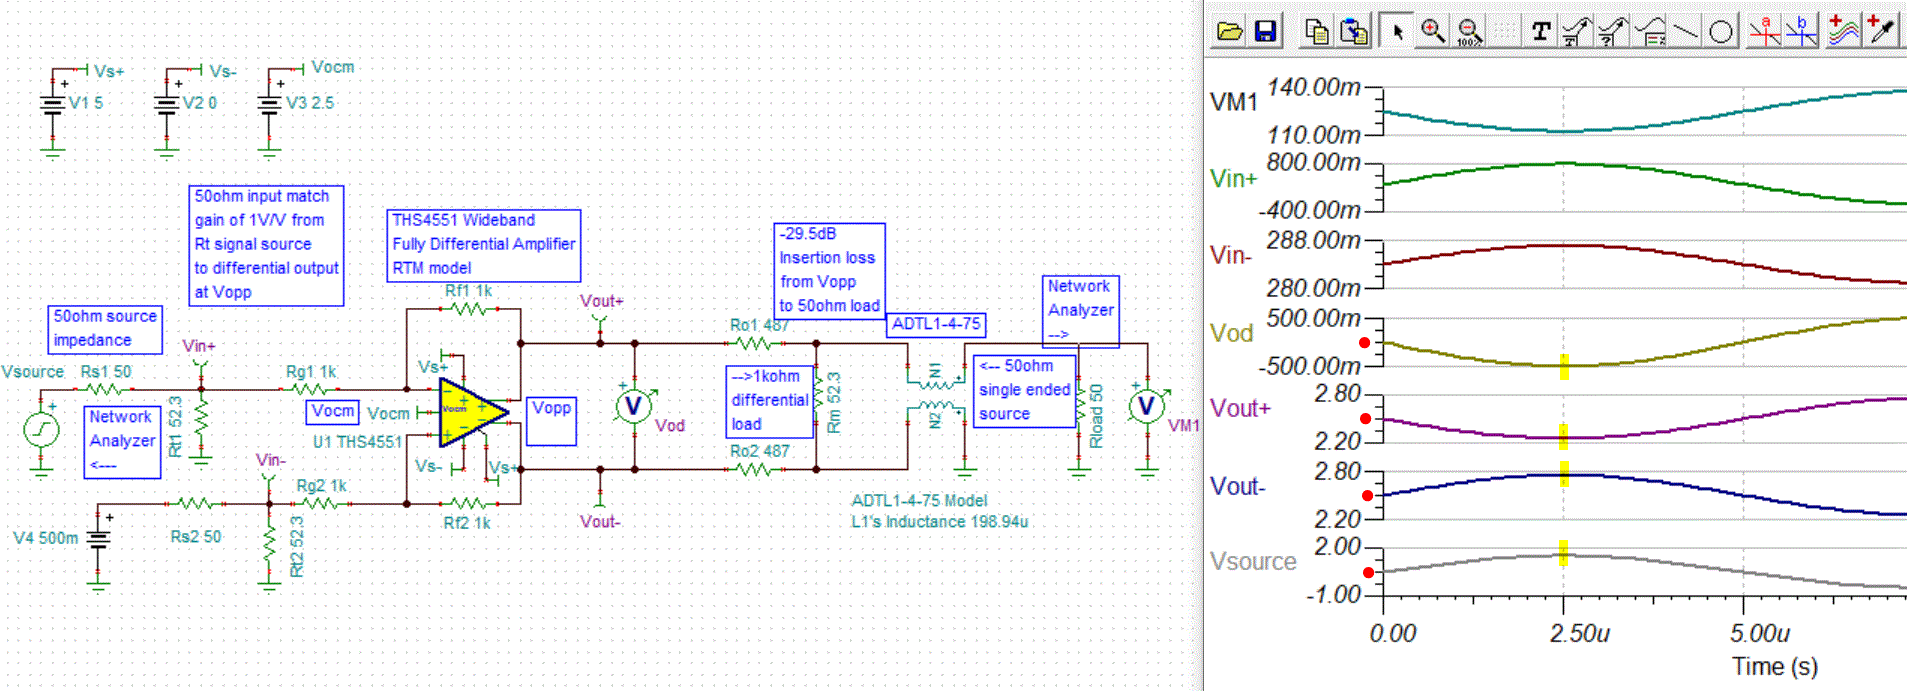 Vs+
Vs-
Vocm
V1 5
V2 0
V3 2.5
50ohm input match
gain of 1V/V from
Rt signal source
to differential output
at Vopp
THS4551 Wideband
Fully Differential Amplifier
RTM model
-29.5dB
Insertion loss
from Vopp
to 50ohm load
Network
Analyzer
-->
50ohm source
impedance
Rf1 1k
Vout+
Ro1 487
ADTL1-4-75
Vin+
Vsource
Rs1 50
Rg1 1k
Vs+
-->1kohm
differential
load
Rm 52.3
N1
N2
<-- 50ohm
single ended
source
Rload 50
Network
Analyzer
<---
Rt1 52.3
Vocm
Vocm
Vocm
U1 THS4551
Vopp
V
Vod
V
VM1
Vs-
Vs+
Ro2 487
Vin-
Rg2 1k
Rf2 1k
Vout-
V4 500m
Rs2 50
Rt2 52.3
ADTL1-4-75 Model
L1's Inductance 198.94u
100%
T
T
?
a
b
VM1
140.00m
110.00m
Vin+
800.00m
-400.00m
Vin-
288.00m
280.00m
Vod
500.00m
-500.00m
Vout+
2.80
2.20
Vout-
2.80
2.20
Vsource
2.00
-1.00
0.00
2.50u
5.00u
Time (s)